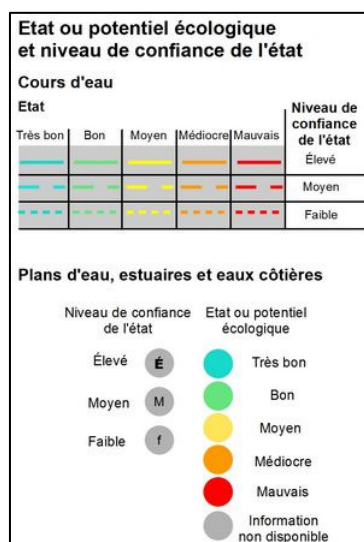 Etat ou potentiel écologique
et niveau de confiance de l'état
Cours d'eau
Etat
Niveau de
confiance
de l'état
Très bon Bon Moyen Médiocre Mauvais
Élevé
Moyen
Faible
Plans d'eau, estuaires et eaux côtières
Niveau de confiance
de l'état
Élevé É
Moyen M
Faible f
Etat ou potentiel
écologique
Très bon
Bon
Moyen
Médiocre
Mauvais
Information
non disponible